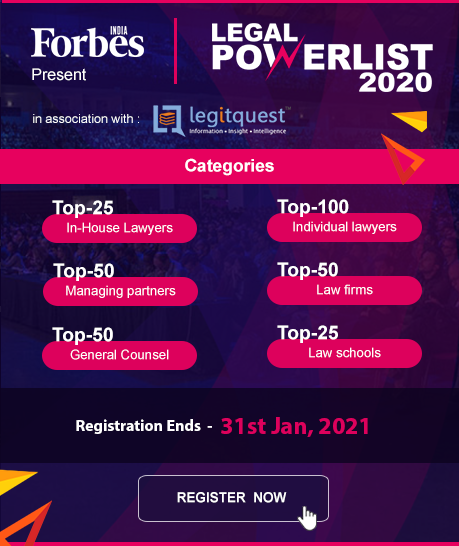 INDIA
Forbes
Present
LEGAL
POWERLIST
2020
in association with :
LQ legitquest™
Information • Insight • Intelligence
Categories
Top-25
In-House Lawyers
Top-100
Individual lawyers
Top-50
Managing partners
Top-50
Law firms
Top-50
General Counsel
Top-25
Law schools
Registration Ends - 31st Jan, 2021
REGISTER NOW